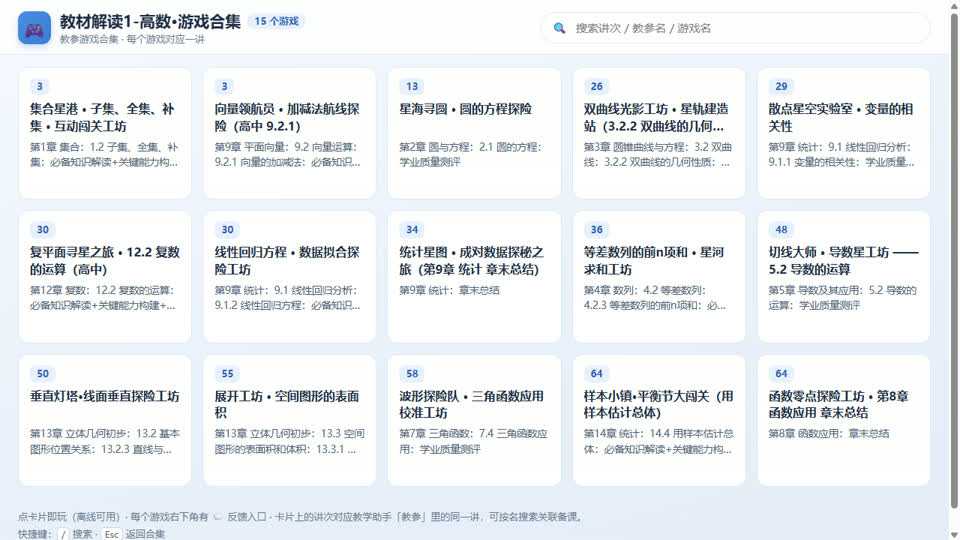 教材解读1-高数•游戏合集 15 个游戏
教参游戏合集 · 每个游戏对应一讲
搜索讲次 / 教参名 / 游戏名
3
集合星港 • 子集、全集、补
集 • 互动闯关工坊
第1章 集合：1.2 子集、全集、补
集：必备知识解读+关键能力构...
3
向量领航员 • 加减法航线探
险（高中 9.2.1）
第9章 平面向量：9.2 向量运算：
9.2.1 向量的加减法：必备知识...
13
星海寻圆 • 圆的方程探险
第2章 圆与方程：2.1 圆的方程：
学业质量测评
26
双曲线光影工坊 • 星轨建造
站（3.2.2 双曲线的几何...
第3章 圆锥曲线与方程：3.2 双曲
线：3.2.2 双曲线的几何性质：...
29
散点星空实验室 • 变量的相
关性
第9章 统计：9.1 线性回归分析：
9.1.1 变量的相关性：学业质量...
30
复平面寻星之旅 • 12.2 复数
的运算（高中）
第12章 复数：12.2 复数的运算：
必备知识解读+关键能力构建+...
30
线性回归方程 • 数据拟合探
险工坊
第9章 统计：9.1 线性回归分析：
9.1.2 线性回归方程：必备知识...
34
统计星图 • 成对数据探秘之
旅（第9章 统计 章末总结）
第9章 统计：章末总结
36
等差数列的前n项和 • 星河
求和工坊
第4章 数列：4.2 等差数列：
4.2.3 等差数列的前n项和：必...
48
切线大师 • 导数星工坊 ——
5.2 导数的运算
第5章 导数及其应用：5.2 导数的
运算：学业质量测评
50
垂直灯塔•线面垂直探险工坊
第13章 立体几何初步：13.2 基本
图形位置关系：13.2.3 直线与...
55
展开工坊 • 空间图形的表面
积
第13章 立体几何初步：13.3 空间
图形的表面积和体积：13.3.1 ...
58
波形探险队 • 三角函数应用
校准工坊
第7章 三角函数：7.4 三角函数应
用：学业质量测评
64
样本小镇•平衡节大闯关（用
样本估计总体）
第14章 统计：14.4 用样本估计总
体：必备知识解读+关键能力构...
64
函数零点探险工坊 • 第8章
函数应用 章末总结
第8章 函数应用：章末总结
点卡片即玩（离线可用）· 每个游戏右下角有 反馈入口 · 卡片上的讲次对应教学助手「教参」里的同一讲，可按名搜索关联备课。
快捷键： / 搜索 · Esc 返回合集